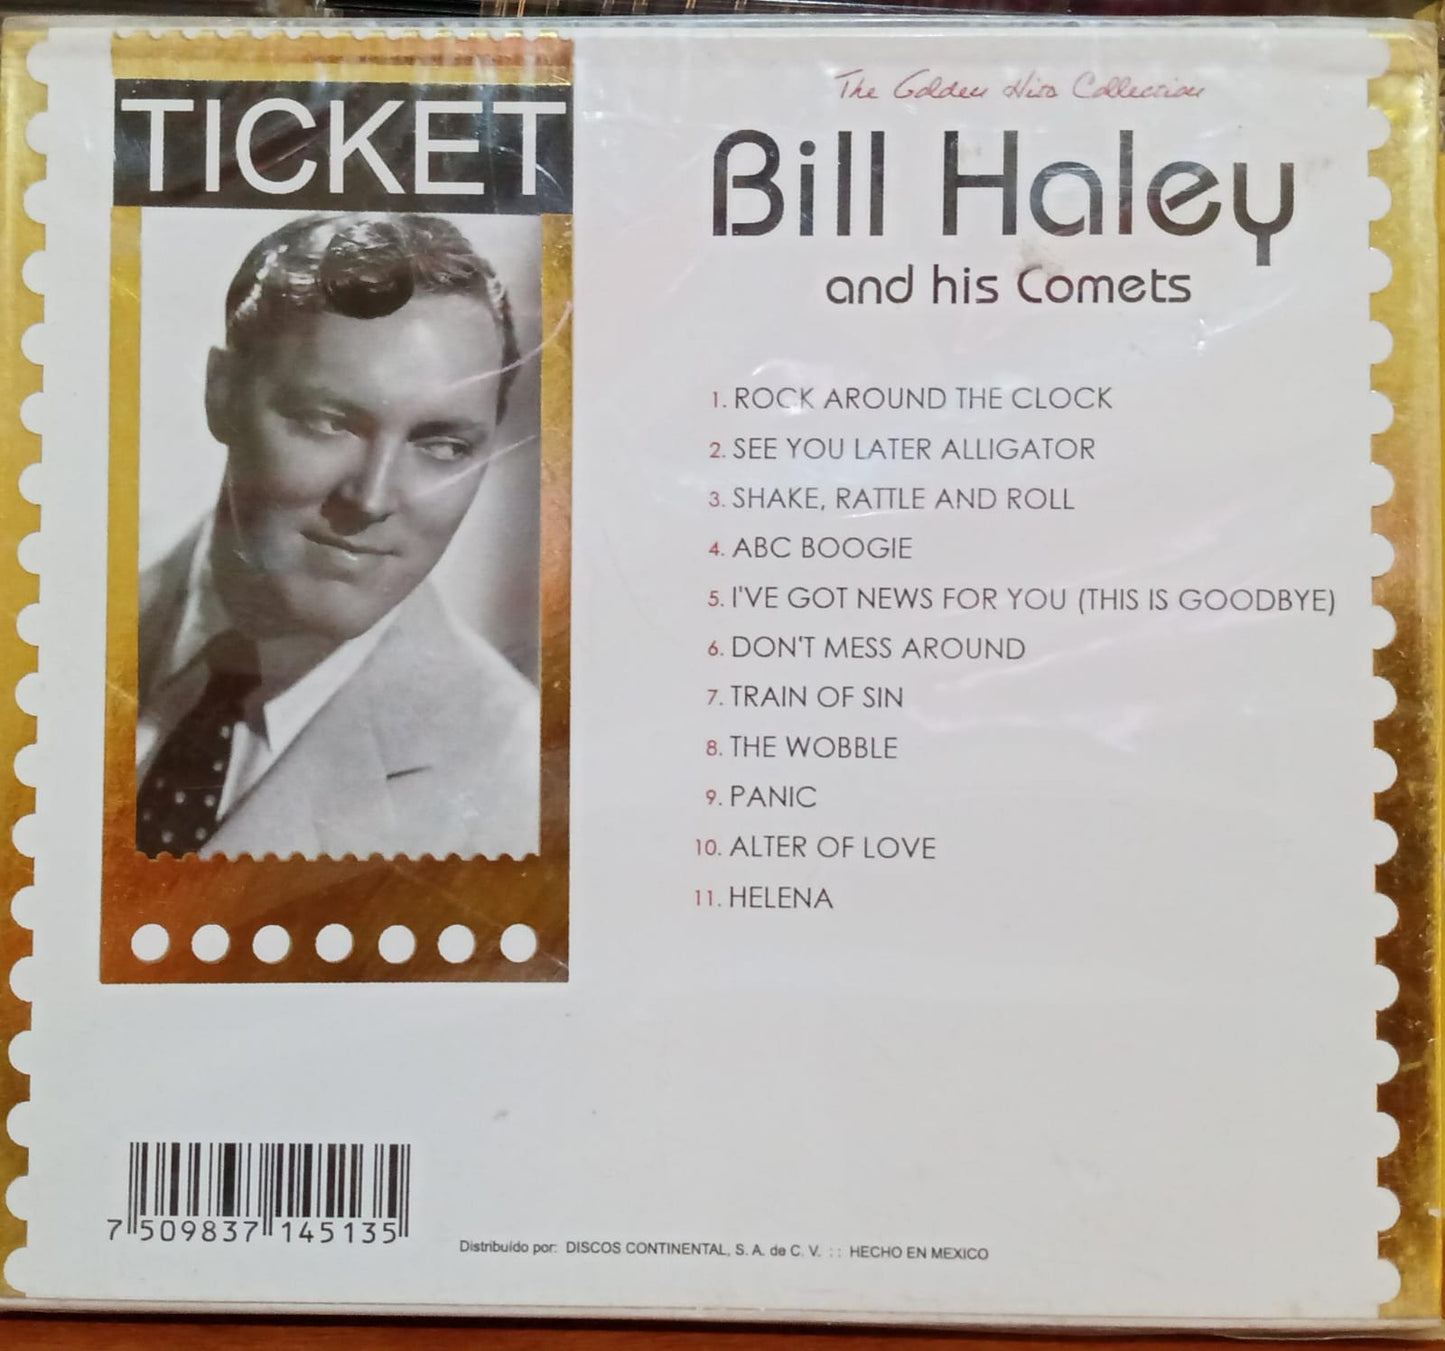 TICKET
The Golden Hits Collection
Bill Haley
and his Comets
1. ROCK AROUND THE CLOCK
2. SEE YOU LATER ALLIGATOR
3. SHAKE, RATTLE AND ROLL
4. ABC BOOGIE
5. I'VE GOT NEWS FOR YOU (THIS IS GOODBYE)
6. DON'T MESS AROUND
7. TRAIN OF SIN
8. THE WOBBLE
9. PANIC
10. ALTER OF LOVE
11. HELENA
7 509837 145135
Distribuído por: DISCOS CONTINENTAL, S. A. de C. V. :: HECHO EN MEXICO